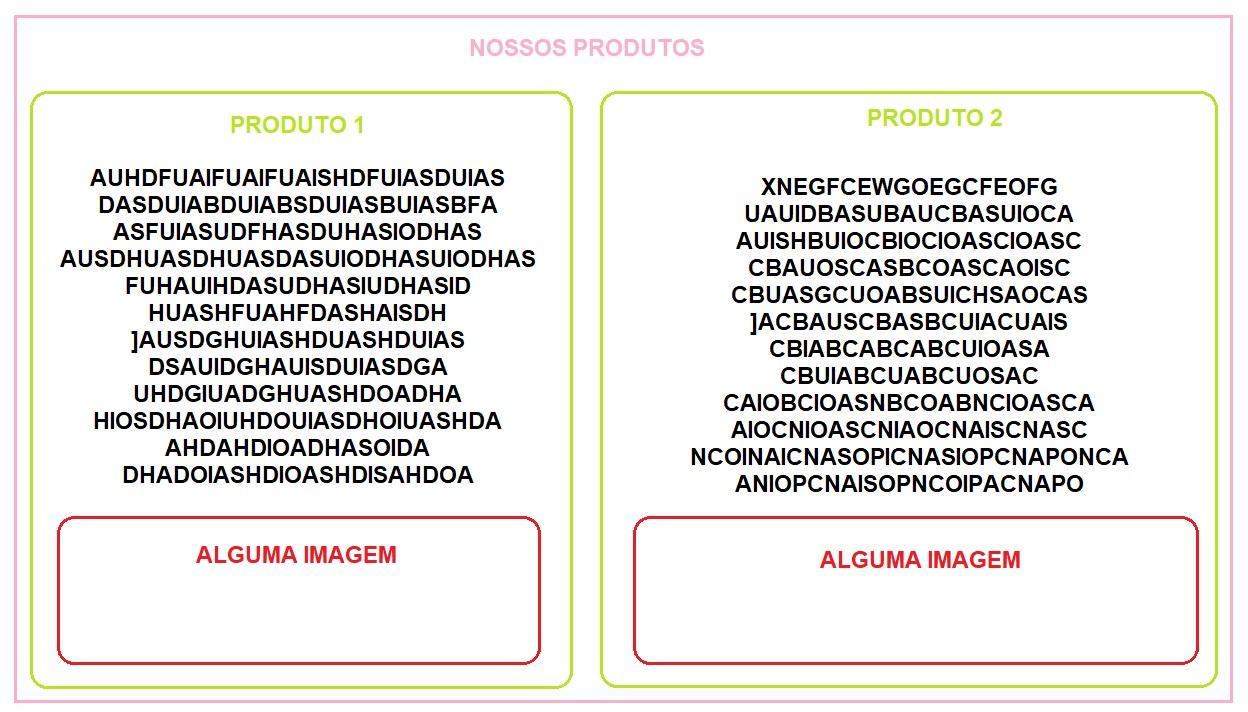 NOSSOS PRODUTOS
PRODUTO 1
AUHDFUAIFUAIFUAISHDFUIASDUIAS
DASDUIABDUIABSDUIASBUIASBFA
ASFUIASUDFHASDUHASIODHAS
AUSDHUASDHUASDASUIODHASUIODHAS
FUHAUIHDASUDHASIUDHASID
HUASHFUAHFDASHAISDH
]AUSDGHUIASHDUASHDUIAS
DSAUIDGHAUISDUIASDGA
UHDGIUADGHUASHDOADHA
HIOSDHAOIUHDOUIASDHOIUASHDA
AHDAHDIOADHASOIDA
DHADOIASHDIOASHDISAHDOA
ALGUMA IMAGEM
PRODUTO 2
XNEGFCEWGOEGCFEOFG
UAUIDBASUBAUCBASUIOCA
AUISHBUIOCBIOCIOASCIOASC
CBAUOSCASBCOASCAOISC
CBUASGCUOABSUICHSAOCAS
]ACBAUSCBASBCUIACUAIS
CBIABCABCABCUIOASA
CBUIABCUABCUOSAC
CAIOBCIOASNBCOABNCIOASCA
AIOCNIOASCNIAOCNAISCNASC
NCOINAICNASOPICNASIOPCNAPONCA
ANIOPCNAISOPNCOIPACNAPO
ALGUMA IMAGEM